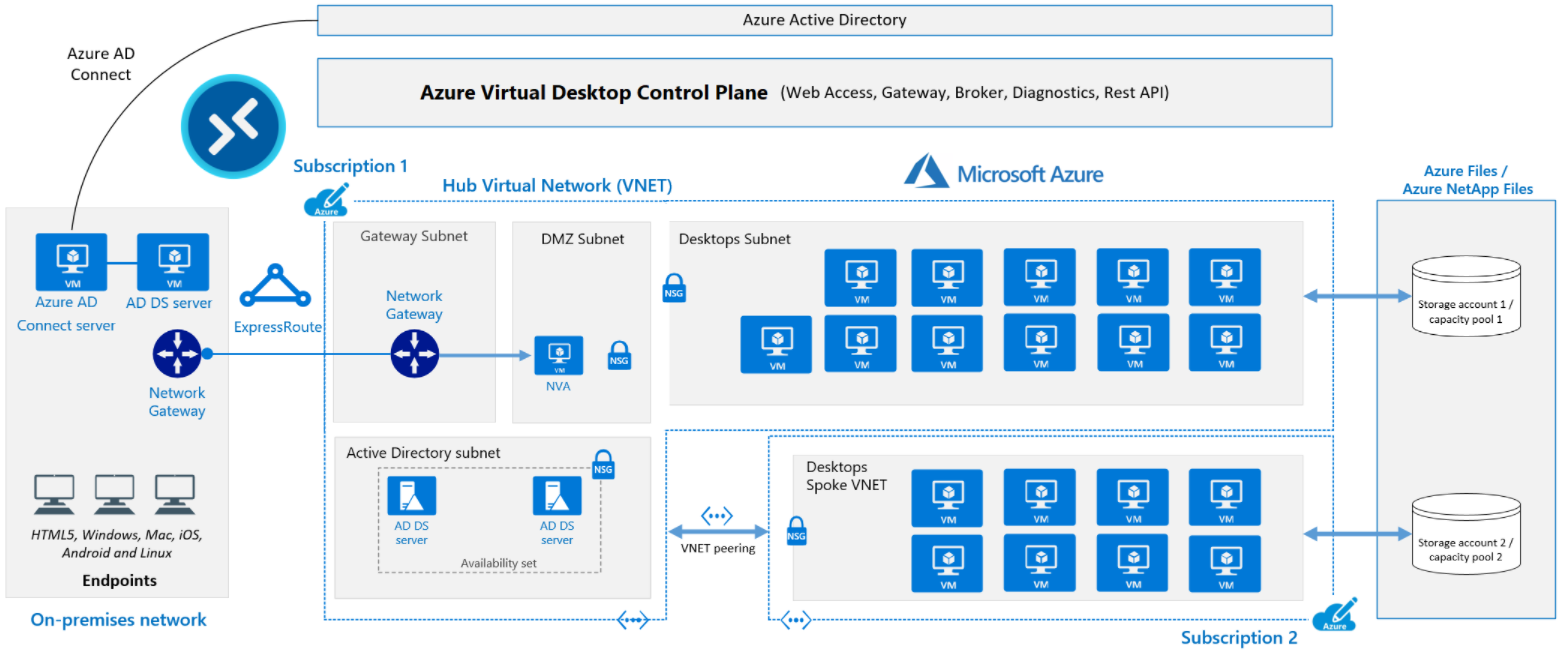 Azure Active Directory
Azure AD
Connect
Azure Virtual Desktop Control Plane (Web Access, Gateway, Broker, Diagnostics, Rest API)
Subscription 1
Azure
Hub Virtual Network (VNET)
Microsoft Azure
Azure Files /
Azure NetApp Files
VM
VM
Azure AD
Connect server
AD DS server
ExpressRoute
Network
Gateway
HTML5, Windows, Mac, iOS,
Android and Linux
Endpoints
On-premises network
Gateway Subnet
Network
Gateway
DMZ Subnet
VM
NVA
NSG
Desktops Subnet
NSG
VM
VM
VM
VM
VM
VM
VM
VM
VM
VM
VM
Storage account 1 /
capacity pool 1
Active Directory subnet
NSG
AD DS
server
AD DS
server
Availability set
VNET peering
Desktops
Spoke VNET
NSG
VM
VM
VM
VM
VM
VM
VM
VM
Storage account 2 /
capacity pool 2
Azure
Subscription 2